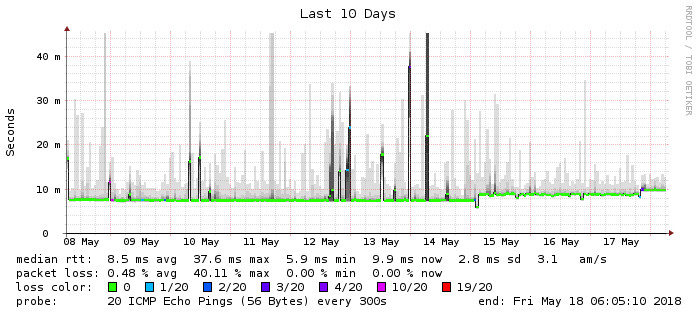 Last 10 Days
RRDTOOL / TOBI OETIKER
Seconds
40 m
30 m
20 m
10 m
0
08 May 09 May 10 May 11 May 12 May 13 May 14 May 15 May 16 May 17 May
median rtt: 8.5 ms avg 37.6 ms max 5.9 ms min 9.9 ms now 2.8 ms sd 3.1 am/s
packet loss: 0.48 % avg 40.11 % max 0.00 % min 0.00 % now
loss color: 0 1/20 2/20 3/20 4/20 10/20 19/20
probe: 20 ICMP Echo Pings (56 Bytes) every 300s end: Fri May 18 06:05:10 2018